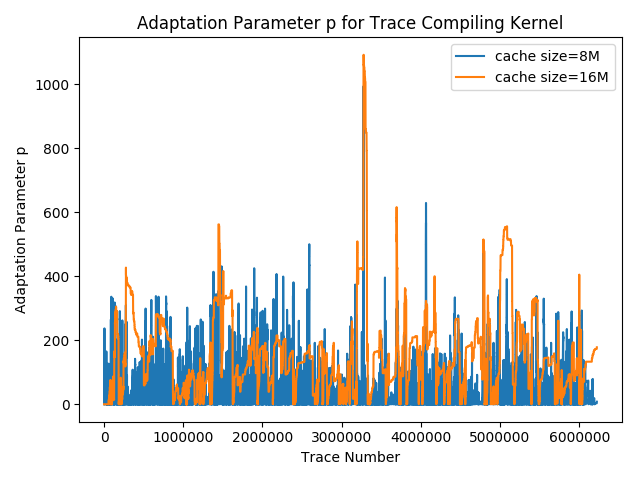 Adaptation Parameter p for Trace Compiling Kernel
cache size=8M
cache size=16M
Adaptation Parameter p
1000
800
600
400
200
0
0 1000000 2000000 3000000 4000000 5000000 6000000
Trace Number